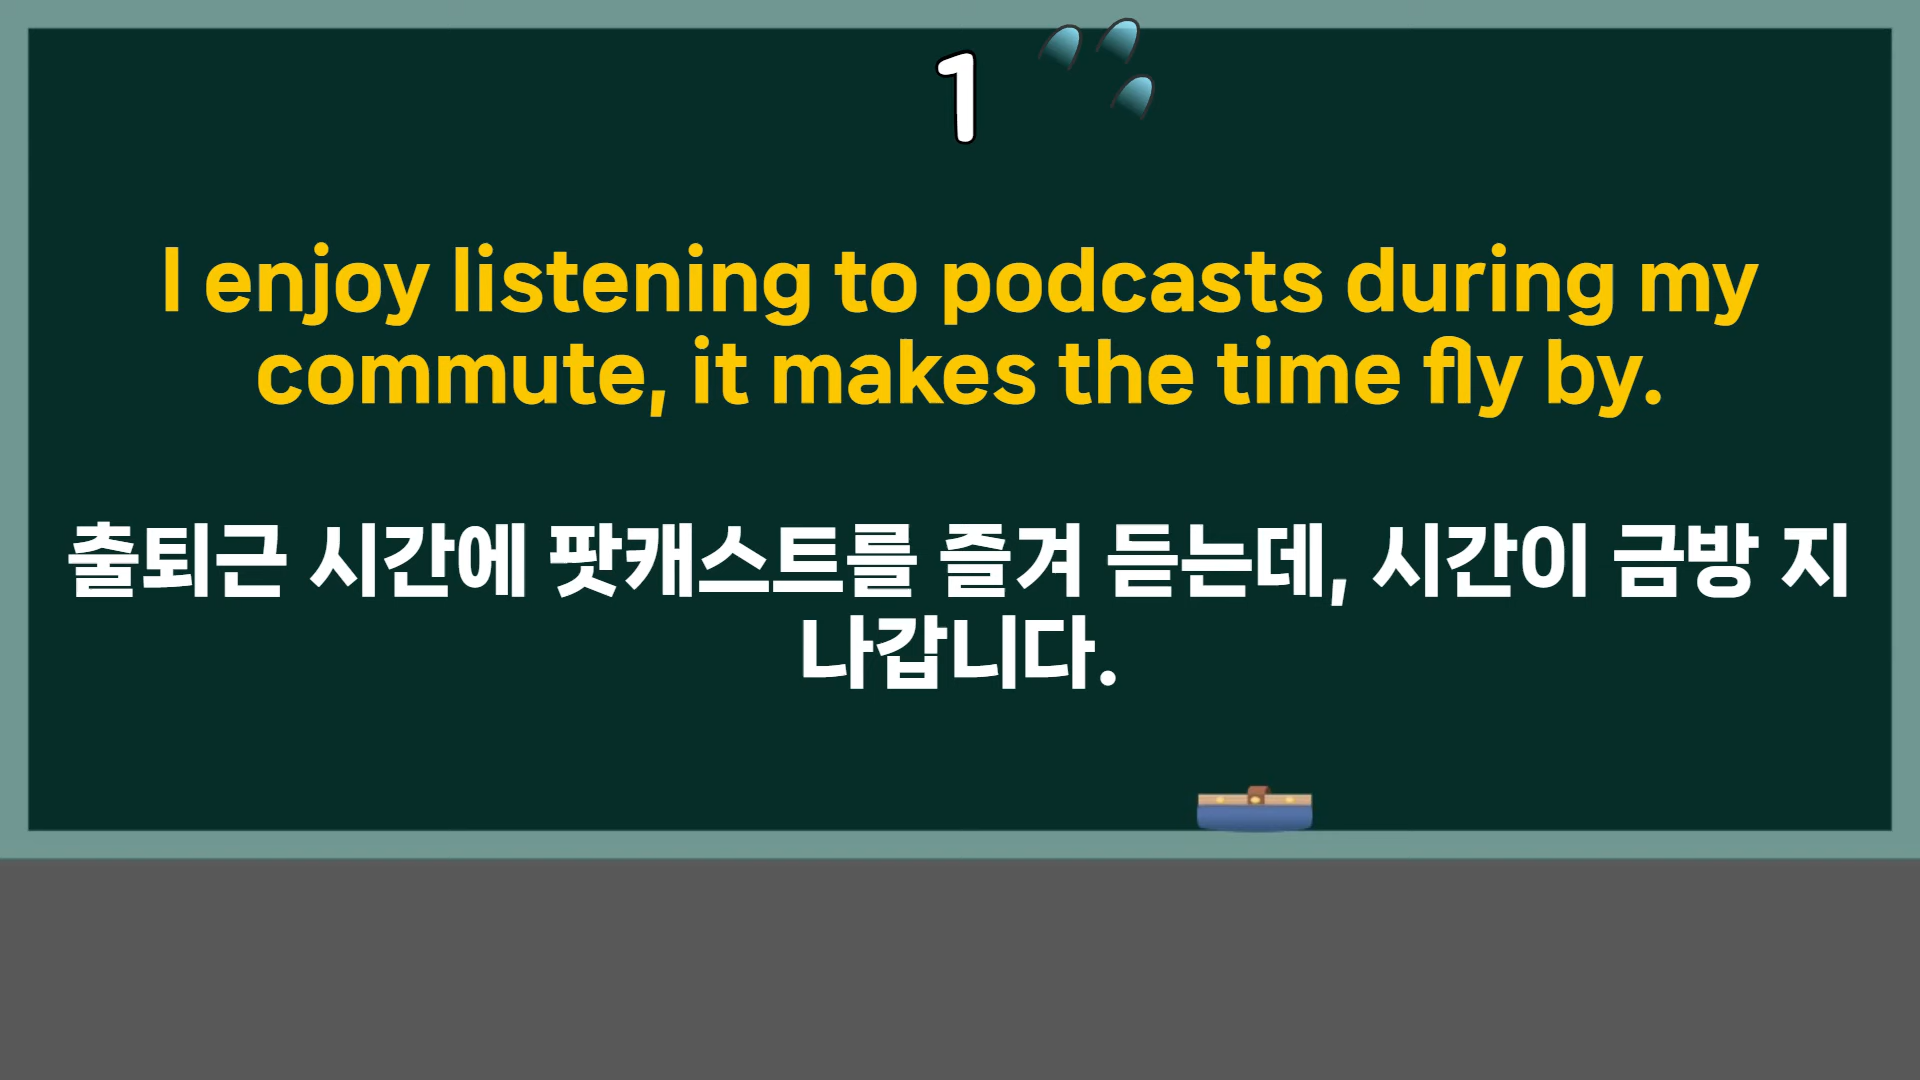 1
I enjoy listening to podcasts during my
commute, it makes the time fly by.
출퇴근 시간에 팟캐스트를 즐겨 듣는데, 시간이 금방 지
나갑니다.